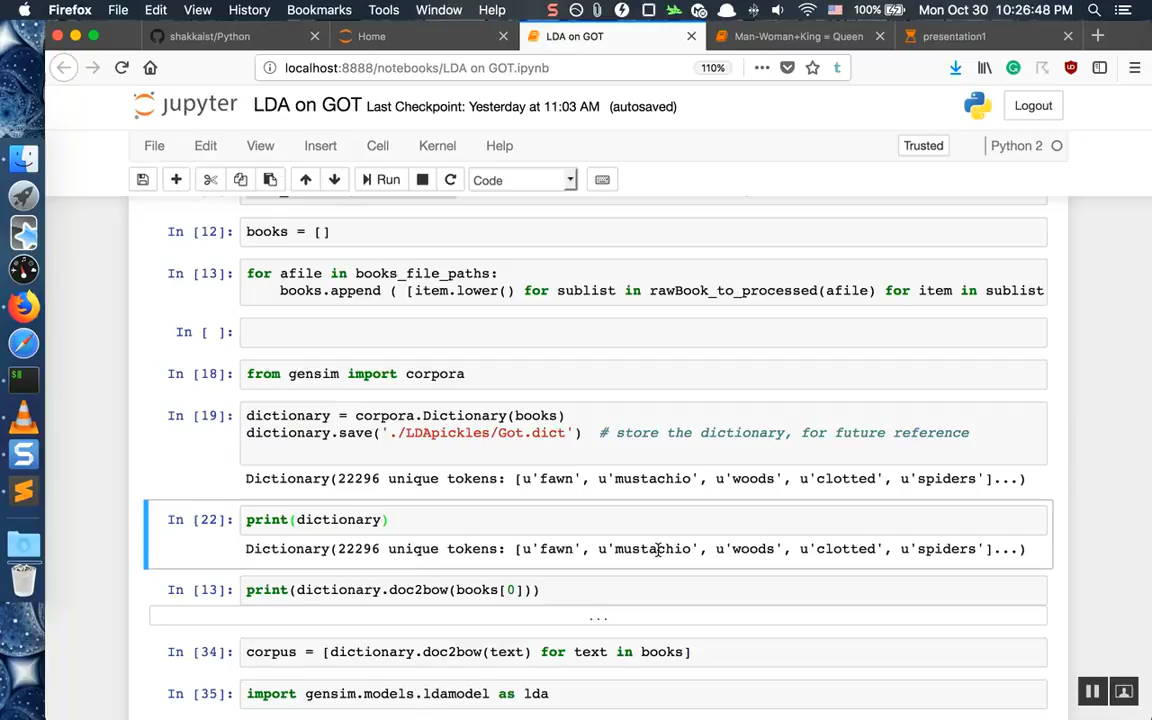 Firefox File Edit View History Bookmarks Tools Window Help 100% Mon Oct 30 10:26:48 PM
shakkaist/Python Home LDA on GOT Man-Woman+King = Queen presentation1
localhost:8888/notebooks/LDA on GOT.ipynb 110%
jupyter LDA on GOT Last Checkpoint: Yesterday at 11:03 AM (autosaved) Logout
File Edit View Insert Cell Kernel Help Trusted Python 2
Run Code
In [12]: books = []
In [13]: for afile in books_file_paths:
books.append ( [item.lower() for sublist in rawBook_to_processed(afile) for item in sublist
In [ ]:
In [18]: from gensim import corpora
In [19]: dictionary = corpora.Dictionary(books)
dictionary.save('./LDApickles/Got.dict') # store the dictionary, for future reference
Dictionary(22296 unique tokens: [u'fawn', u'mustachio', u'woods', u'clotted', u'spiders']...)
In [22]: print(dictionary)
Dictionary(22296 unique tokens: [u'fawn', u'mustachio', u'woods', u'clotted', u'spiders']...)
In [13]: print(dictionary.doc2bow(books[0]))
...
In [34]: corpus = [dictionary.doc2bow(text) for text in books]
In [35]: import gensim.models.ldamodel as lda